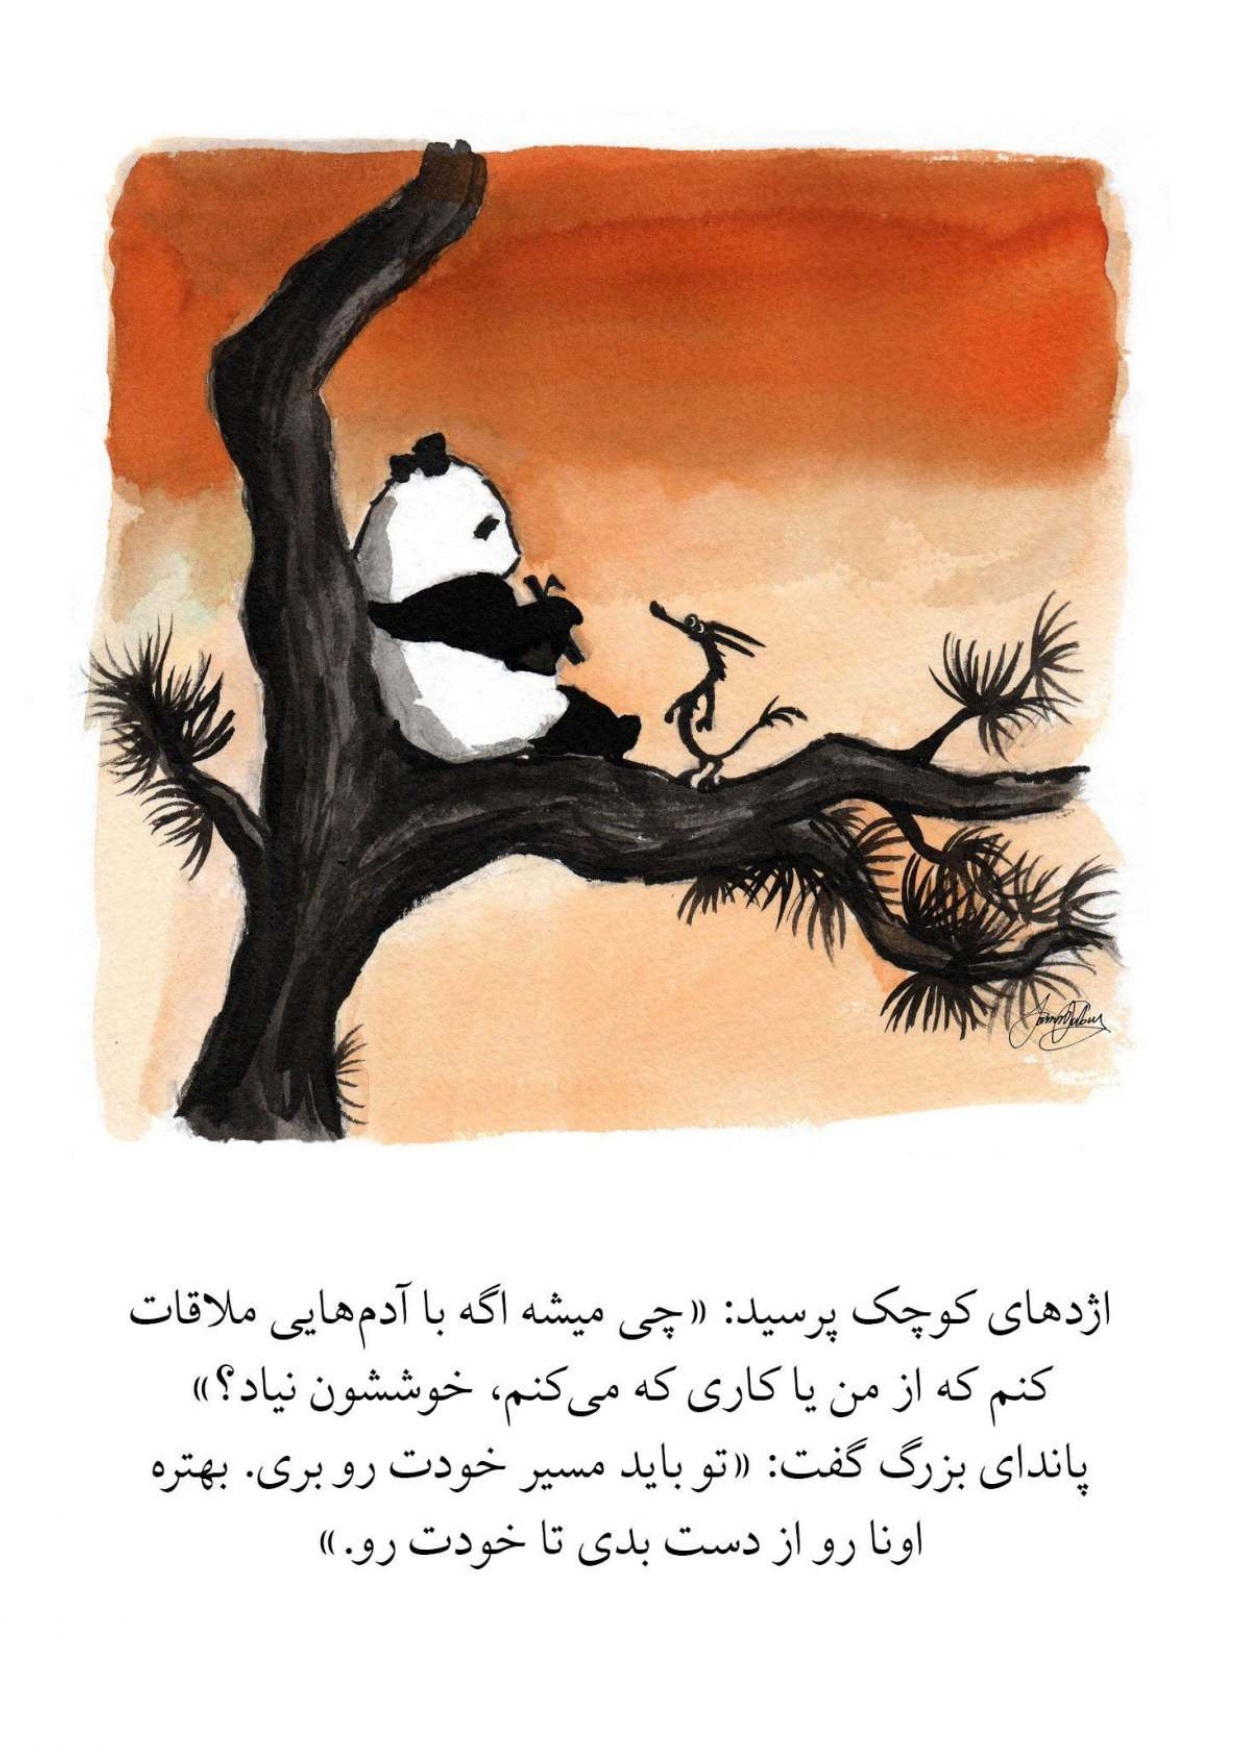 اژدهای کوچک پرسید: «چی میشه اگه با آدم‌هایی ملاقات
کنم که از من یا کاری که می‌کنم، خوششون نیاد؟»
پاندای بزرگ گفت: «تو باید مسیر خودت رو بری. بهتره
اونا رو از دست بدی تا خودت رو.»